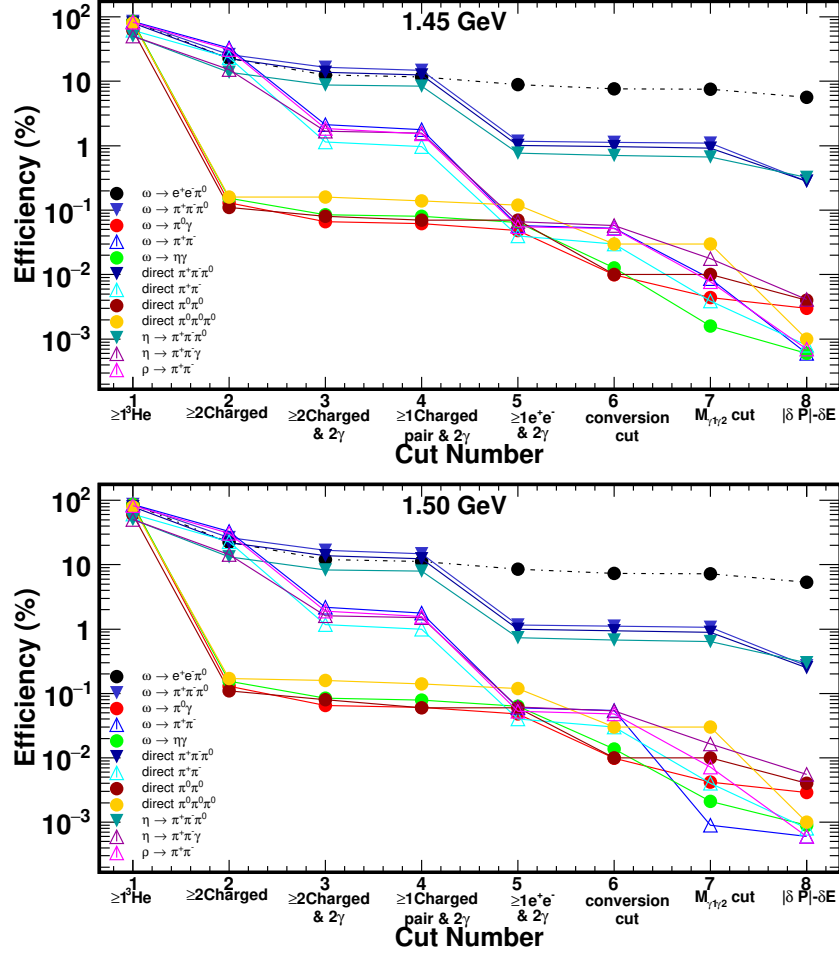 1.45 GeV
Efficiency (%)
10²
10
1
10⁻¹
10⁻²
10⁻³
ω → e⁺e⁻π⁰
ω → π⁺π⁻π⁰
ω → π⁰γ
ω → π⁺π⁻
ω → ηγ
direct π⁺π⁻π⁰
direct π⁺π⁻
direct π⁰π⁰
direct π⁰π⁰π⁰
η → π⁺π⁻π⁰
η → π⁺π⁻γ
ρ → π⁺π⁻
1 2 3 4 5 6 7 8
≥1³He ≥2Charged ≥2Charged ≥1Charged ≥1e⁺e⁻ conversion Mγ1γ2 cut |δ P|-δE
& 2γ pair & 2γ & 2γ cut
Cut Number
1.50 GeV
Efficiency (%)
10²
10
1
10⁻¹
10⁻²
10⁻³
ω → e⁺e⁻π⁰
ω → π⁺π⁻π⁰
ω → π⁰γ
ω → π⁺π⁻
ω → ηγ
direct π⁺π⁻π⁰
direct π⁺π⁻
direct π⁰π⁰
direct π⁰π⁰π⁰
η → π⁺π⁻π⁰
η → π⁺π⁻γ
ρ → π⁺π⁻
1 2 3 4 5 6 7 8
≥1³He ≥2Charged ≥2Charged ≥1Charged ≥1e⁺e⁻ conversion Mγ1γ2 cut |δ P|-δE
& 2γ pair & 2γ & 2γ cut
Cut Number